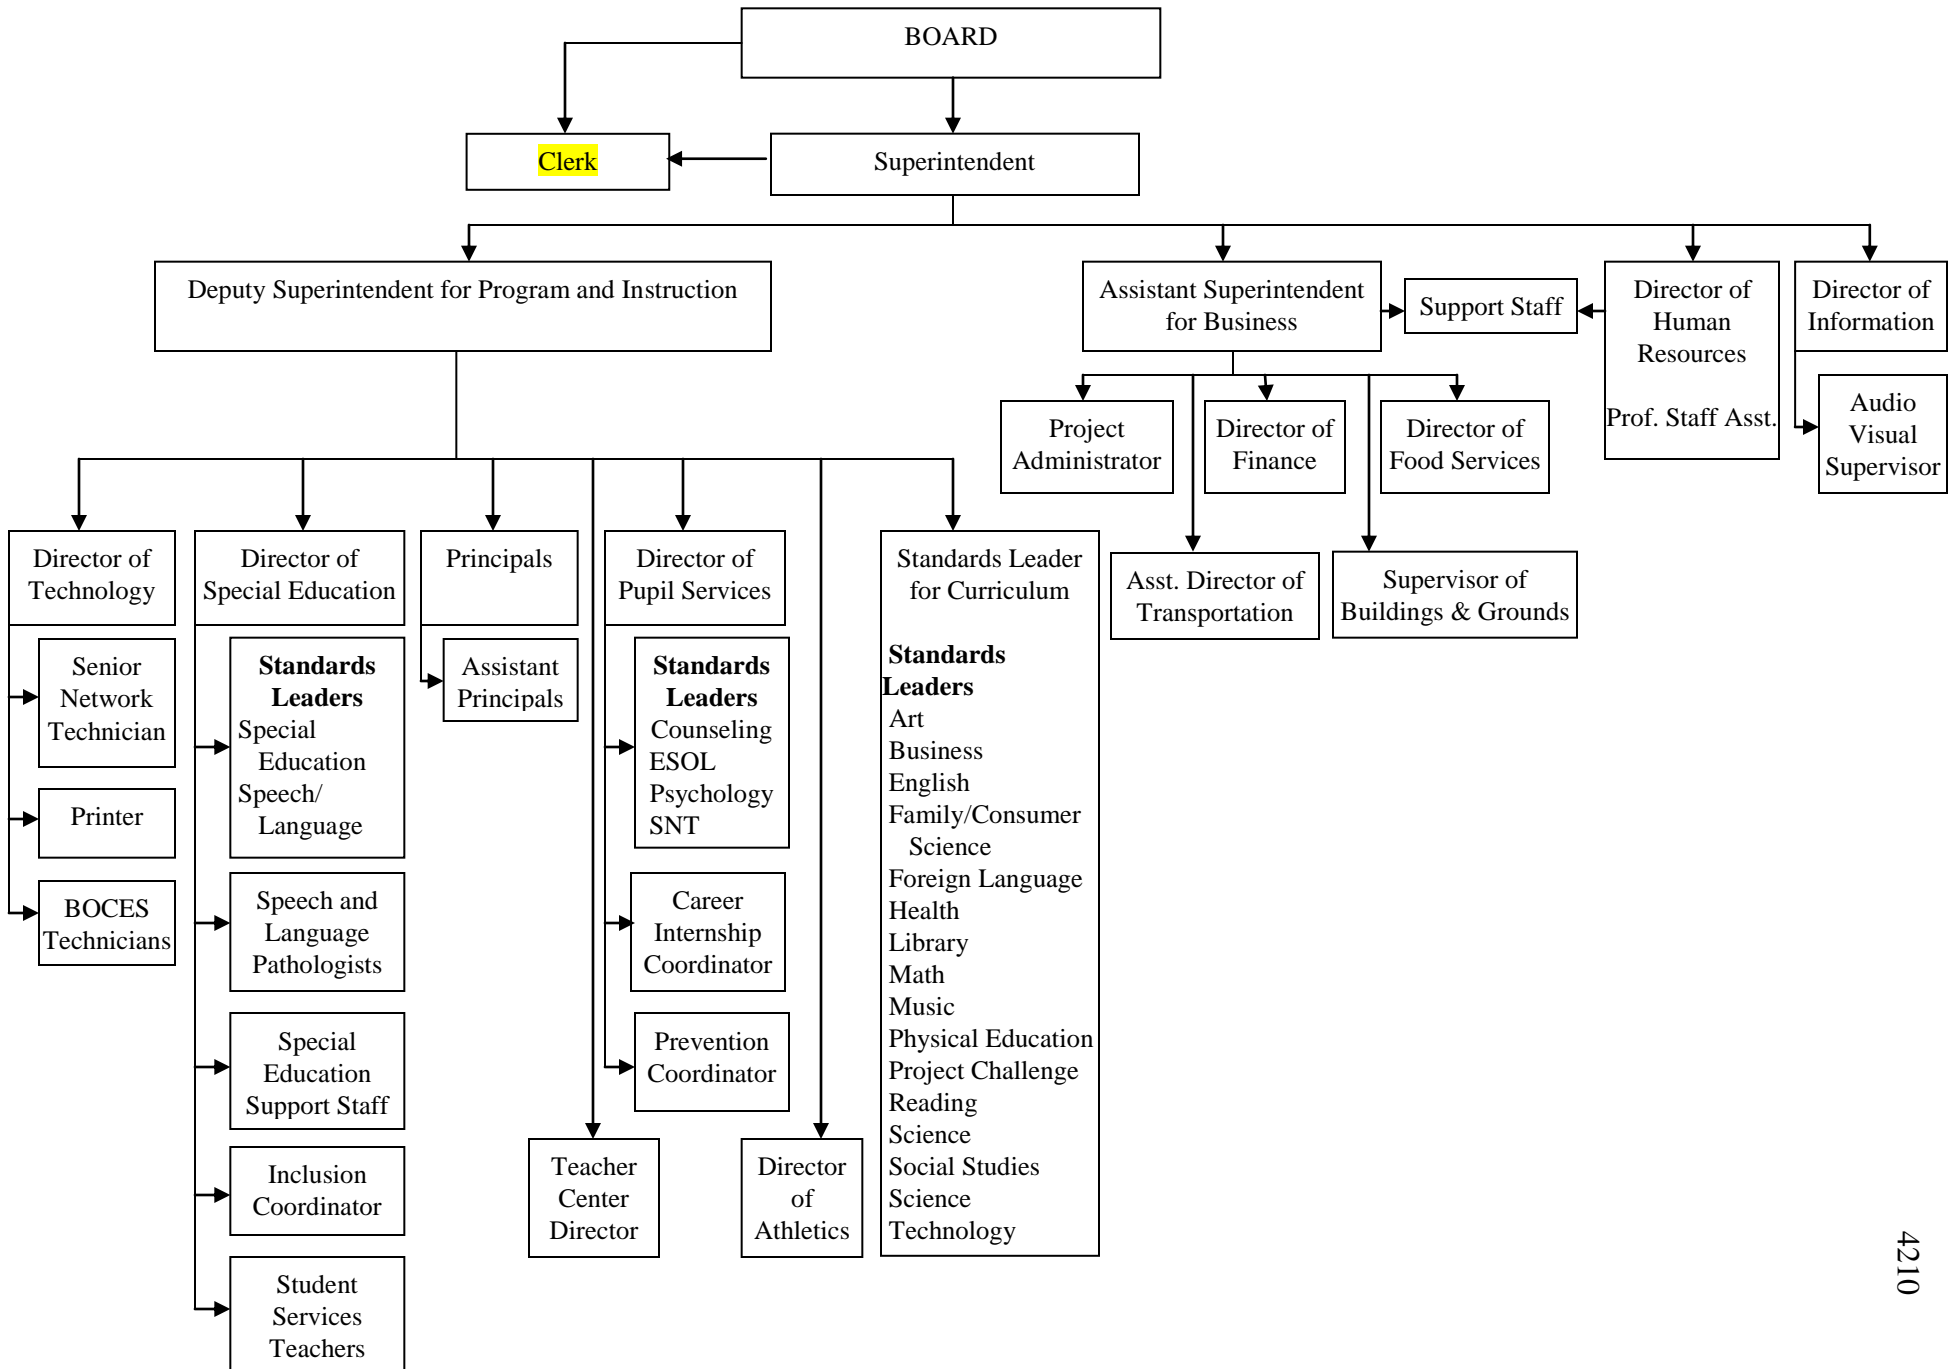 BOARD
Clerk
Superintendent
Deputy Superintendent for Program and Instruction
Assistant Superintendent
for Business
Support Staff
Director of
Human
Resources
Prof. Staff Asst.
Director of
Information
Audio
Visual
Supervisor
Project
Administrator
Director of
Finance
Director of
Food Services
Asst. Director of
Transportation
Supervisor of
Buildings & Grounds
Director of
Technology
Senior
Network
Technician
Printer
BOCES
Technicians
Director of
Special Education
Standards
Leaders
Special
Education
Speech/
Language
Speech and
Language
Pathologists
Special
Education
Support Staff
Inclusion
Coordinator
Student
Services
Teachers
Principals
Assistant
Principals
Teacher
Center
Director
Director of
Pupil Services
Standards
Leaders
Counseling
ESOL
Psychology
SNT
Career
Internship
Coordinator
Prevention
Coordinator
Director
of
Athletics
Standards Leader
for Curriculum
Standards
Leaders
Art
Business
English
Family/Consumer
Science
Foreign Language
Health
Library
Math
Music
Physical Education
Project Challenge
Reading
Science
Social Studies
Science
Technology
4210